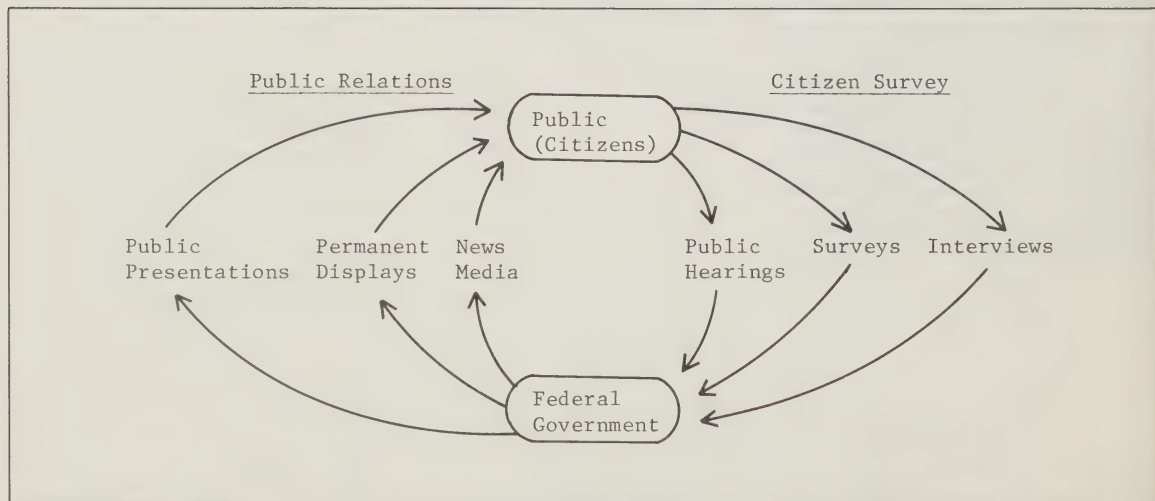 Public Relations
Citizen Survey
Public
(Citizens)
Public
Presentations
Permanent
Displays
News
Media
Public
Hearings
Surveys
Interviews
Federal
Government